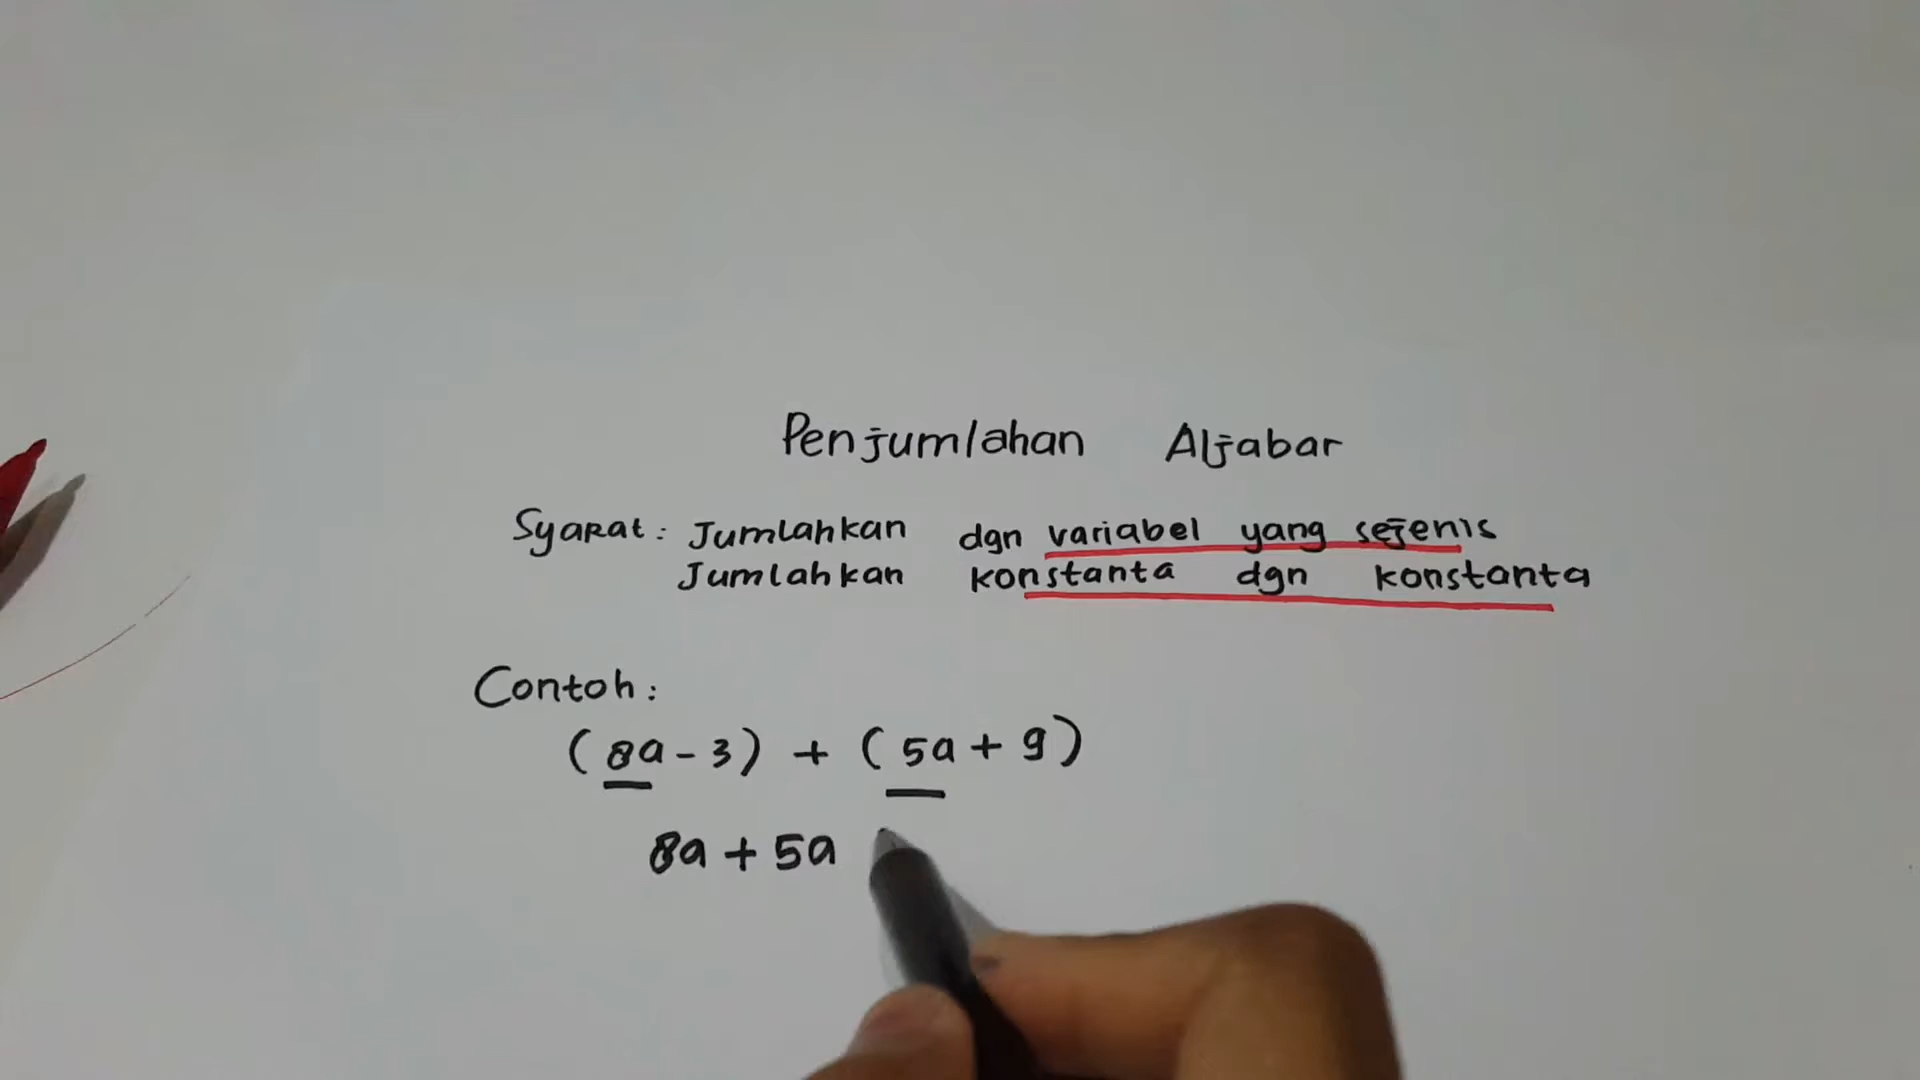 Penjumlahan Aljabar
Syarat: Jumlahkan dgn variabel yang sejenis
Jumlahkan konstanta dgn konstanta
Contoh:
(8a - 3) + (5a + 9)
8a + 5a